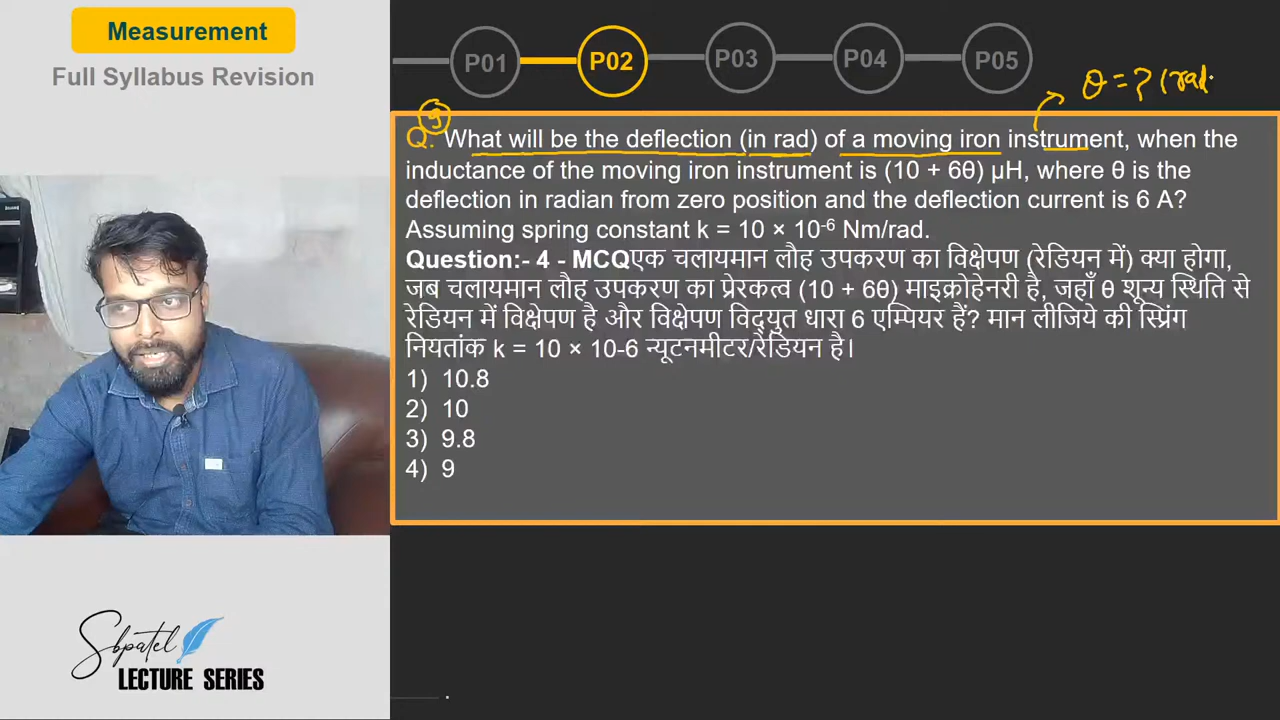 Measurement
Full Syllabus Revision
P01 P02 P03 P04 P05
θ = ? (rad
9
Q. What will be the deflection (in rad) of a moving iron instrument, when the
inductance of the moving iron instrument is (10 + 6θ) μH, where θ is the
deflection in radian from zero position and the deflection current is 6 A?
Assuming spring constant k = 10 × 10-6 Nm/rad.
Question:- 4 - MCQएक चलायमान लौह उपकरण का विक्षेपण (रेडियन में) क्या होगा,
जब चलायमान लौह उपकरण का प्रेरकत्व (10 + 6θ) माइक्रोहेनरी है, जहाँ θ शून्य स्थिति से
रेडियन में विक्षेपण है और विक्षेपण विद्युत धारा 6 एम्पियर हैं? मान लीजिये की स्प्रिंग
नियतांक k = 10 × 10-6 न्यूटनमीटर/रेडियन है।
1) 10.8
2) 10
3) 9.8
4) 9
Sbpatel
LECTURE SERIES